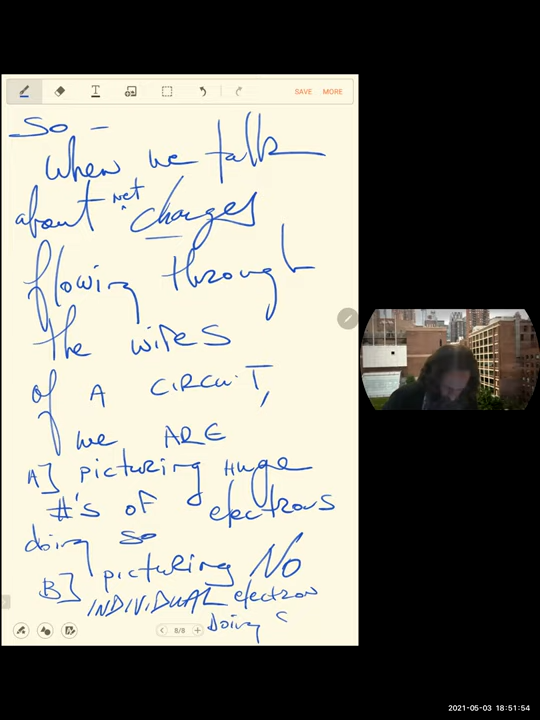 SAVE MORE
So -
when we talk
about net charges
flowing through
the wires
of A CIRCUIT,
we ARE
A] picturing Huge
#'s of electrons
doing so
B] picturing No
INDIVIDUAL electron
Doing s
8/8
2021-05-03 18:51:54